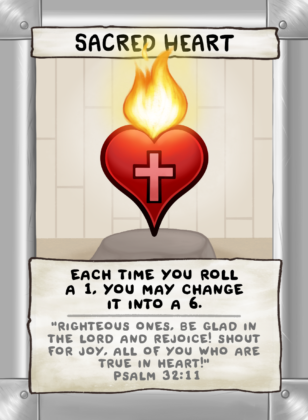 SACRED HEART
EACH TIME YOU ROLL
A 1, YOU MAY CHANGE
IT INTO A 6.
"RIGHTEOUS ONES, BE GLAD IN
THE LORD AND REJOICE! SHOUT
FOR JOY, ALL OF YOU WHO ARE
TRUE IN HEART!"
PSALM 32:11